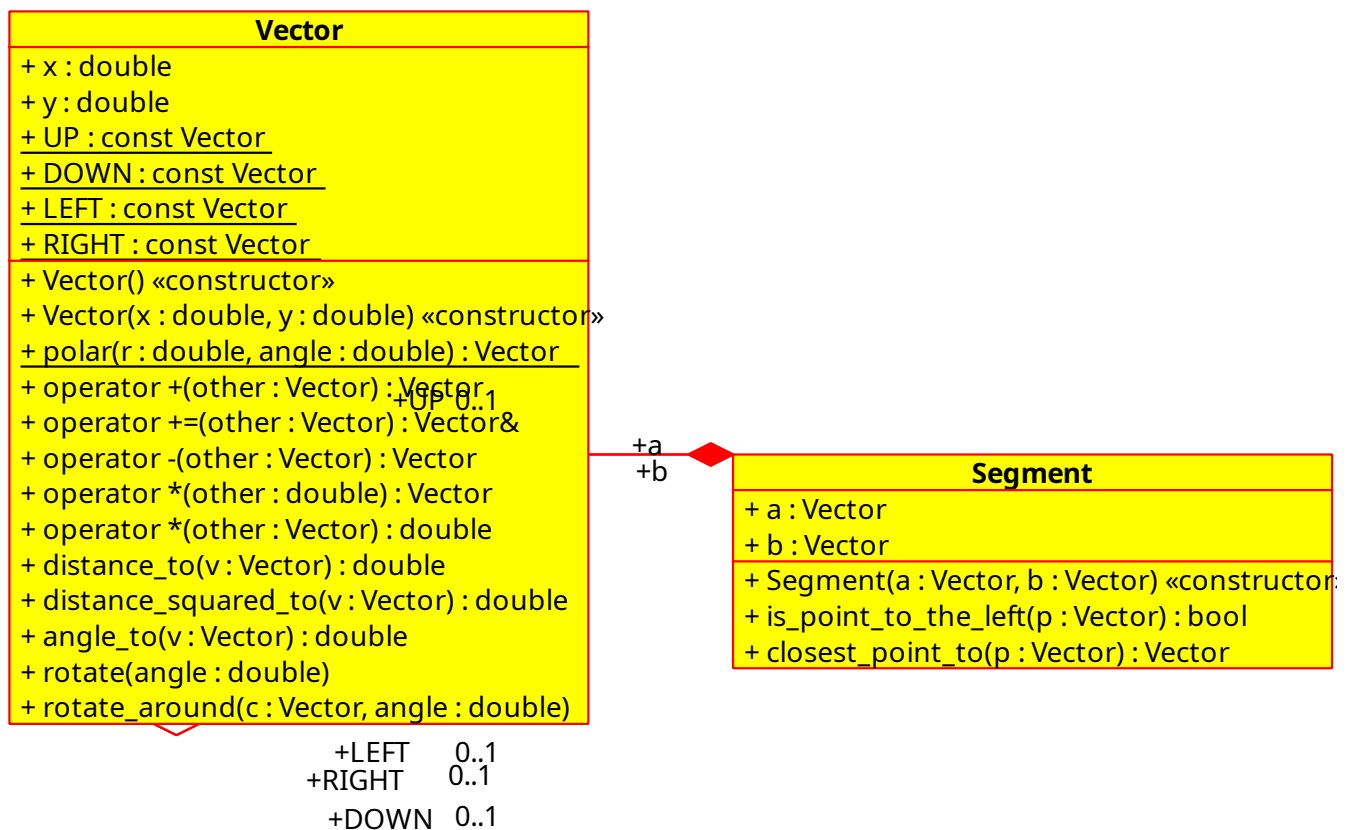 Vector
+ x : double
+ y : double
+ UP : const Vector
+ DOWN : const Vector
+ LEFT : const Vector
+ RIGHT : const Vector
+ Vector() «constructor»
+ Vector(x : double, y : double) «constructor»
+ polar(r : double, angle : double) : Vector
+ operator +(other : Vector) : Vector
+UP 0..1
+ operator +=(other : Vector) : Vector&
+ operator -(other : Vector) : Vector
+ operator *(other : double) : Vector
+ operator *(other : Vector) : double
+ distance_to(v : Vector) : double
+ distance_squared_to(v : Vector) : double
+ angle_to(v : Vector) : double
+ rotate(angle : double)
+ rotate_around(c : Vector, angle : double)
+a
+b
Segment
+ a : Vector
+ b : Vector
+ Segment(a : Vector, b : Vector) «constructor»
+ is_point_to_the_left(p : Vector) : bool
+ closest_point_to(p : Vector) : Vector
+LEFT 0..1
+RIGHT 0..1
+DOWN 0..1